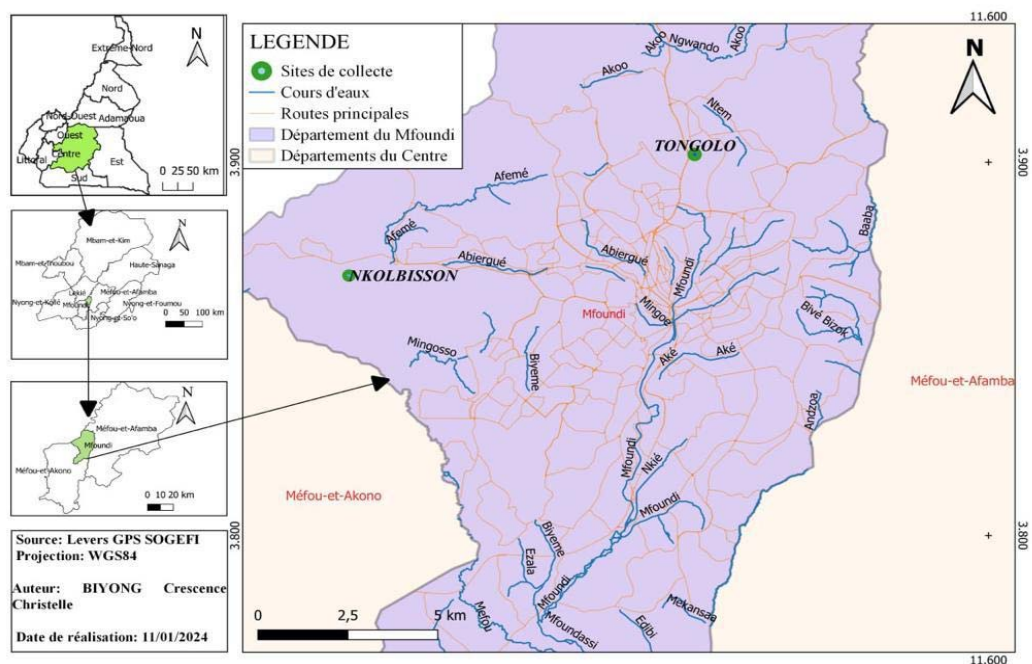 N
Extrême-Nord
Nord
Nord-Ouest
Adamaoua
Ouest
Littoral
Centre
Est
Sud
0 25 50 km
N
Mbam-et-Kim
Mbam-et-Inoubou
Haute-Sanaga
Lekié
Méfou-et-Afamba
Nyong-et-Kéllé
Mfoundi
Nyong-et-Foumou
Nyong-et-So'o
0 50 100 km
N
Méfou-et-Afamba
Mfoundi
Méfou-et-Akono
0 10 20 km
Source: Levers GPS SOGEFI
Projection: WGS84
Auteur: BIYONG Crescence
Christelle
Date de réalisation: 11/01/2024
11.600
LEGENDE
Sites de collecte
Cours d'eaux
Routes principales
Département du Mfoundi
Départements du Centre
N
3.900
3.900
Akoo
Ngwando
Akoo
Akoo
Ntem
TONGOLO
Afemé
Afemé
Baaba
Abiergué
Abiergué
Mfoundi
NKOLBISSON
Mingoé
Mfoundi
Bivé Bizok
Mingosso
Biyeme
Aké
Aké
Méfou-et-Afamba
Andzoa
Mfoundi
Nkié
Méfou-et-Akono
Mfoundi
3.800
3.800
Biyeme
Ezala
Mfoundi
Mefou
Mfoundassi
Edibi
Mekansaa
0 2,5 5 km
11.600